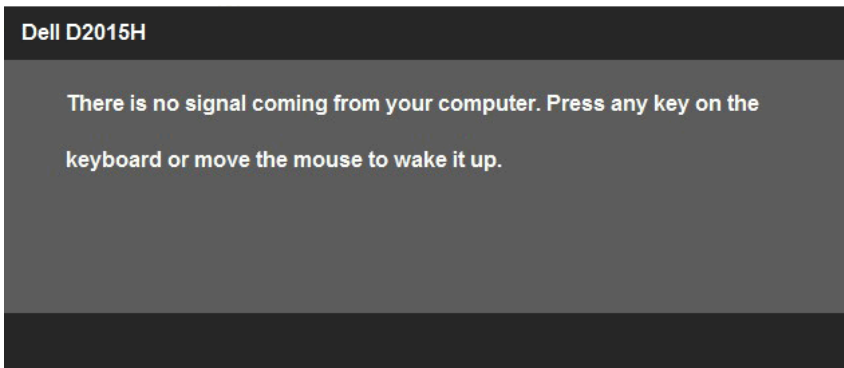 Dell D2015H
There is no signal coming from your computer. Press any key on the
keyboard or move the mouse to wake it up.